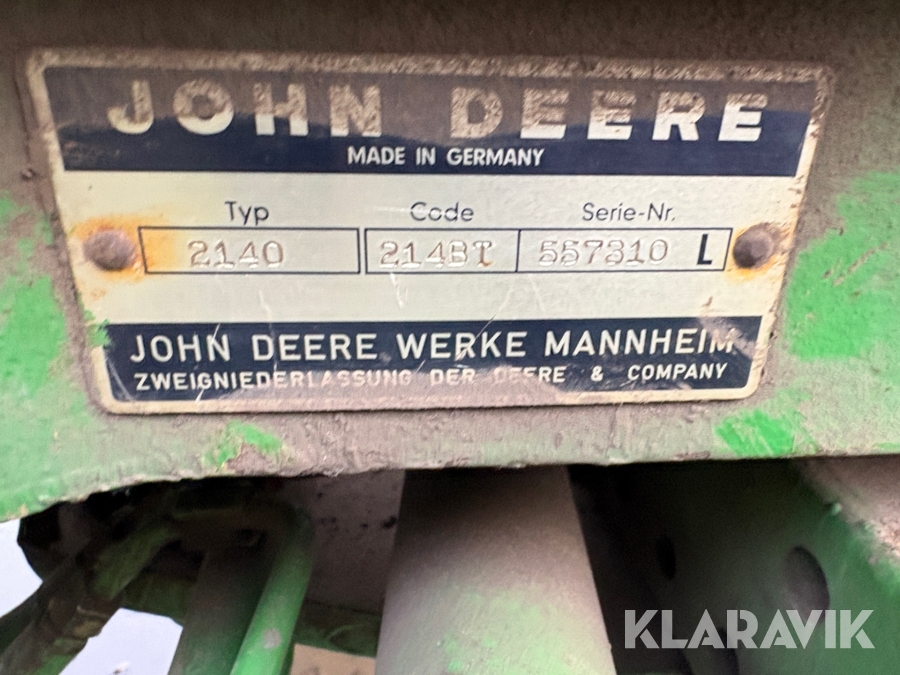 JOHN DEERE
MADE IN GERMANY
Typ Code Serie-Nr.
2140 214BT 557310 L
JOHN DEERE WERKE MANNHEIM
ZWEIGNIEDERLASSUNG DER DEERE & COMPANY
KLARAVIK